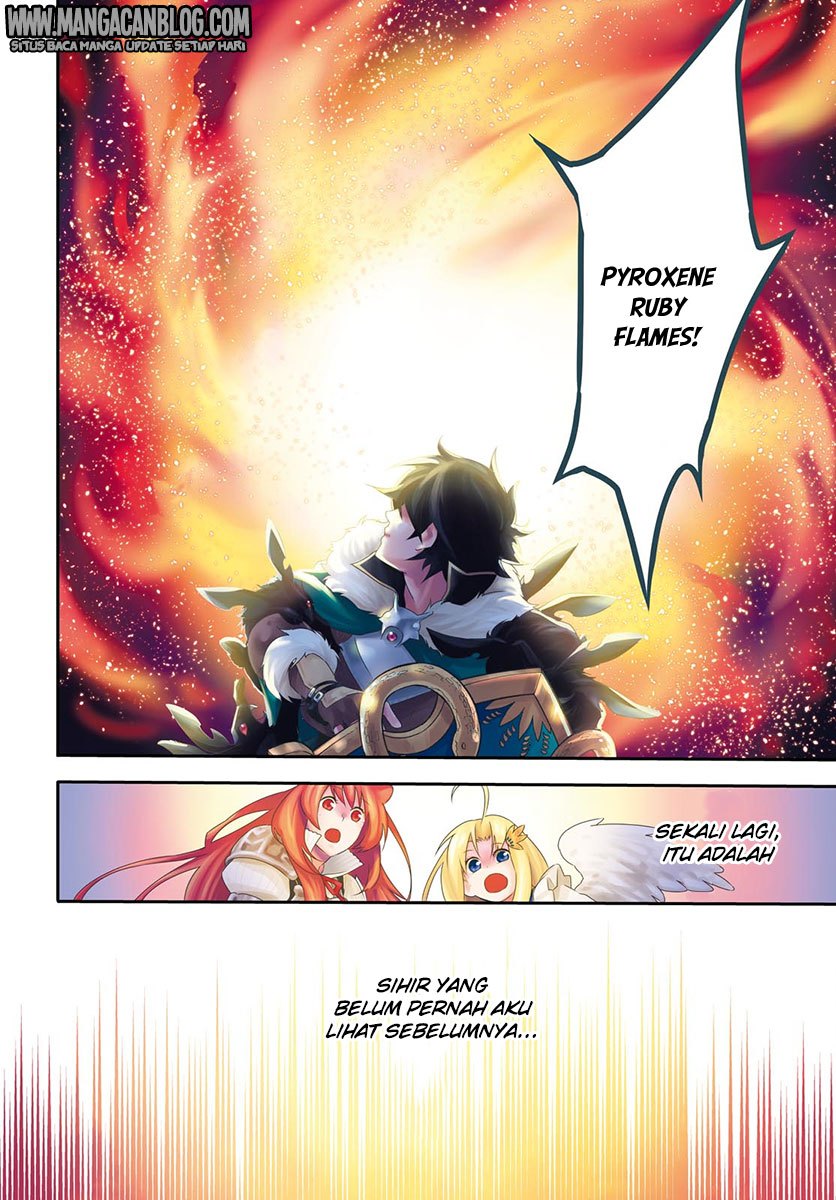 WWW.MANGACANBLOG.COM
SITUS BACA MANGA UPDATE SETIAP HARI
PYROXENE
RUBY
FLAMES!
SEKALI LAGI,
ITU ADALAH
SIHIR YANG
BELUM PERNAH AKU
LIHAT SEBELUMNYA...